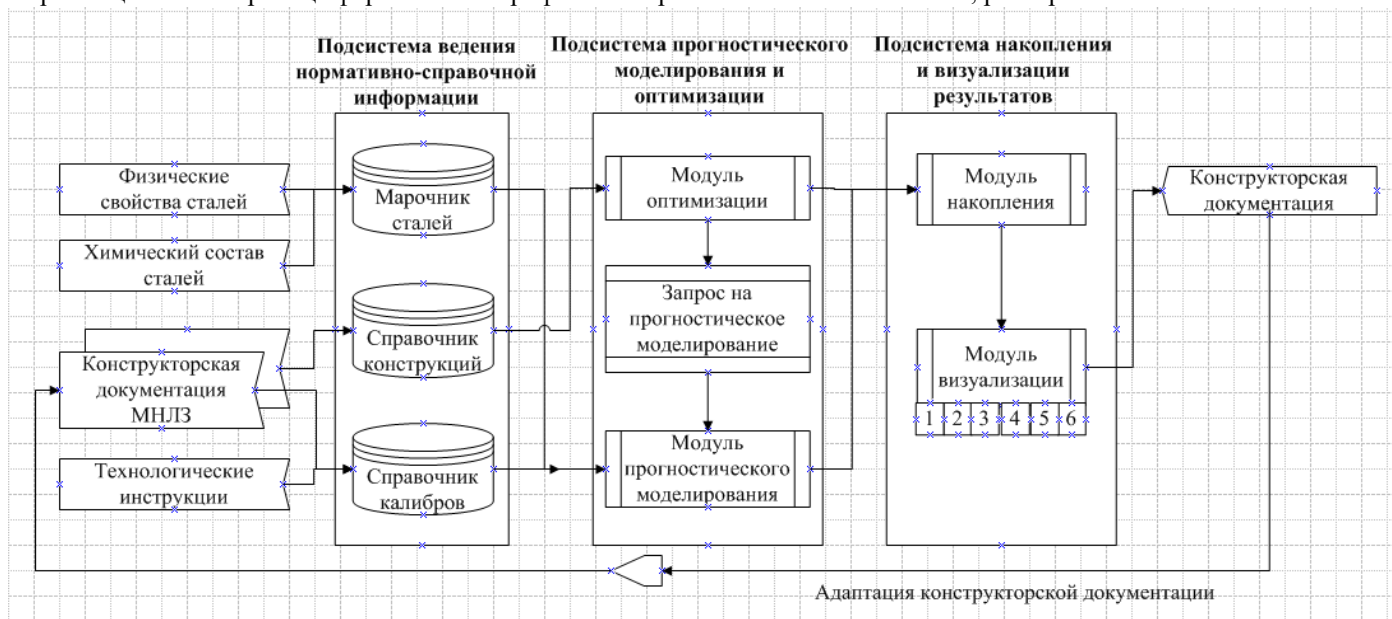 Подсистема ведения
нормативно-справочной
информации
Подсистема прогностического
моделирования и
оптимизации
Подсистема накопления
и визуализации
результатов
Физические
свойства сталей
Химический состав
сталей
Конструкторская
документация
МНЛЗ
Технологические
инструкции
Марочник
сталей
Справочник
конструкций
Справочник
калибров
Модуль
оптимизации
Запрос на
прогностическое
моделирование
Модуль
прогностического
моделирования
Модуль
накопления
Модуль
визуализации
1 2 3 4 5 6
Конструкторская
документация
Адаптация конструкторской документации